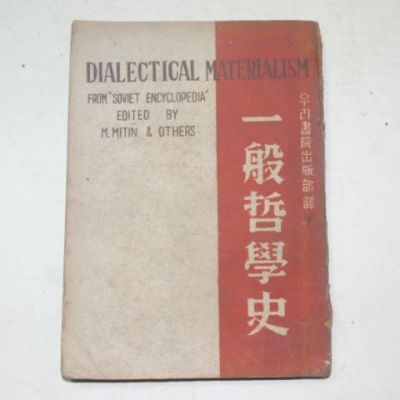 DIALECTICAL MATERIALISM
FROM "SOVIET ENCYCLOPEDIA"
EDITED BY
M. MITIN & OTHERS
우리書院出版部譯
一般哲學史